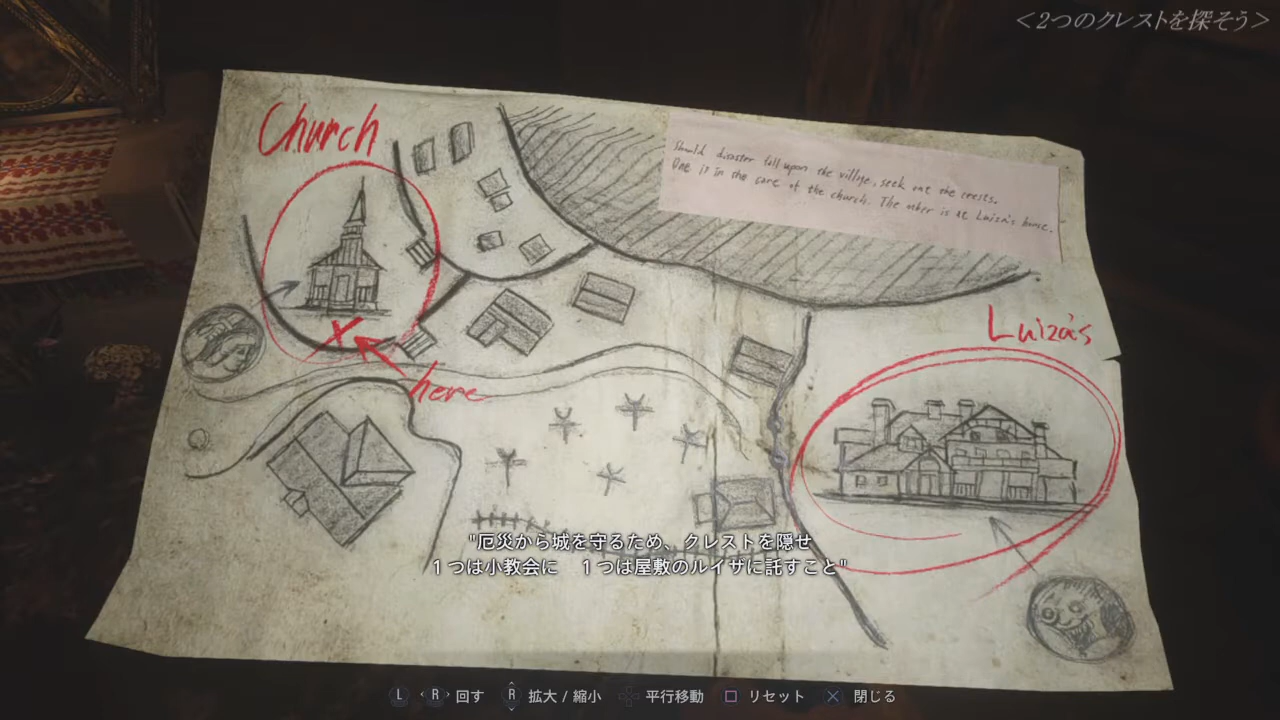 ＜2つのクレストを探そう＞
Church
Should disaster fall upon the village, seek out the crests.
One is in the care of the church. The other is at Luiza's house.
Luiza's
here
"厄災から城を守るため、クレストを隠せ
１つは小教会に　１つは屋敷のルイザに託すこと"
L R 回す R 拡大 / 縮小 平行移動 リセット 閉じる